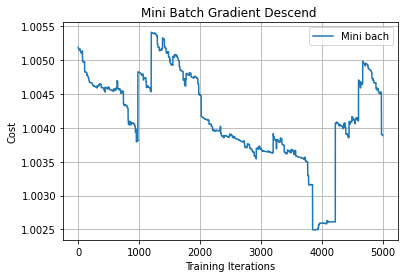 Mini Batch Gradient Descend
Mini bach
1.0055
1.0050
1.0045
1.0040
1.0035
1.0030
1.0025
Cost
0 1000 2000 3000 4000 5000
Training Iterations